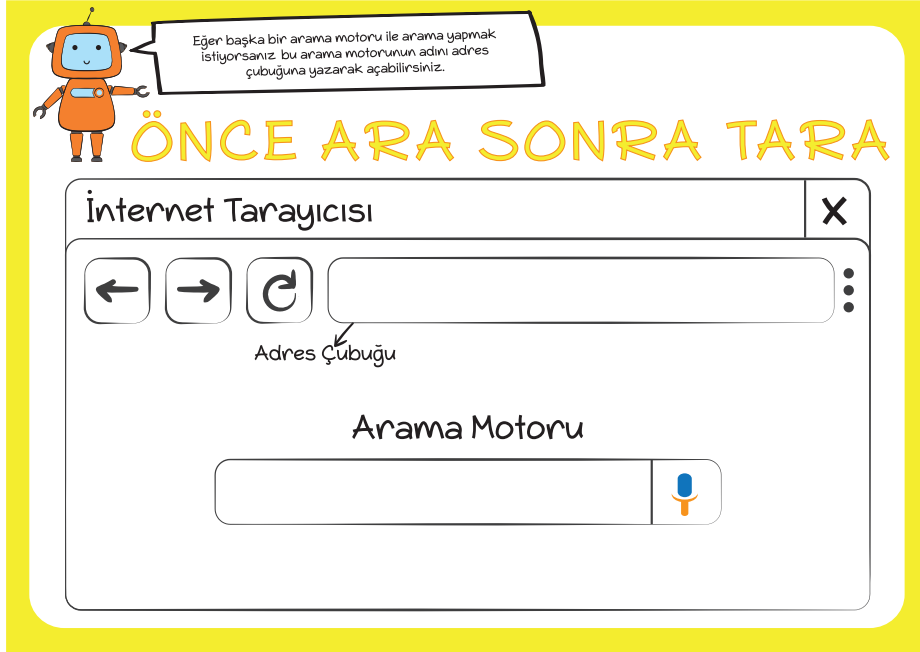 Eğer başka bir arama motoru ile arama yapmak
istiyorsanız bu arama motorunun adını adres
çubuğuna yazarak açabilirsiniz.
ÖNCE ARA SONRA TARA
İnternet Tarayıcısı
X
Adres Çubuğu
Arama Motoru